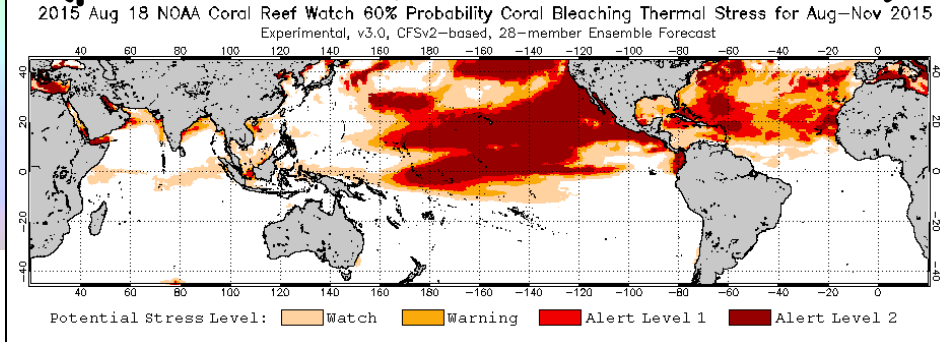 2015 Aug 18 NOAA Coral Reef Watch 60% Probability Coral Bleaching Thermal Stress for Aug-Nov 2015
Experimental, v3.0, CFSv2-based, 28-member Ensemble Forecast
40 60 80 100 120 140 160 180 -160 -140 -120 -100 -80 -60 -40 -20 0
40 40
20 20
0 0
-20 -20
-40 -40
40 60 80 100 120 140 160 180 -160 -140 -120 -100 -80 -60 -40 -20 0
Potential Stress Level: Watch Warning Alert Level 1 Alert Level 2